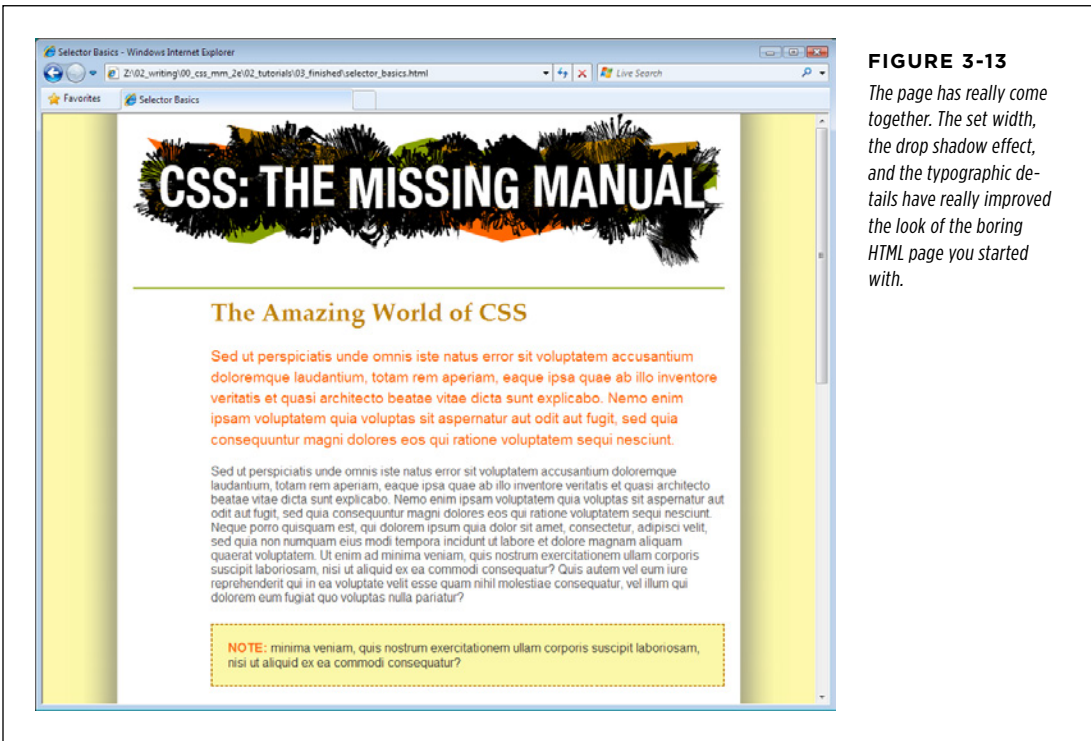 Selector Basics - Windows Internet Explorer
Z:\02_writing\00_css_mm_2e\02_tutorials\03_finished\selector_basics.html
Live Search
Favorites
Selector Basics
CSS: THE MISSING MANUAL
The Amazing World of CSS
Sed ut perspiciatis unde omnis iste natus error sit voluptatem accusantium
doloremque laudantium, totam rem aperiam, eaque ipsa quae ab illo inventore
veritatis et quasi architecto beatae vitae dicta sunt explicabo. Nemo enim
ipsam voluptatem quia voluptas sit aspernatur aut odit aut fugit, sed quia
consequuntur magni dolores eos qui ratione voluptatem sequi nesciunt.
Sed ut perspiciatis unde omnis iste natus error sit voluptatem accusantium doloremque
laudantium, totam rem aperiam, eaque ipsa quae ab illo inventore veritatis et quasi architecto
beatae vitae dicta sunt explicabo. Nemo enim ipsam voluptatem quia voluptas sit aspernatur aut
odit aut fugit, sed quia consequuntur magni dolores eos qui ratione voluptatem sequi nesciunt.
Neque porro quisquam est, qui dolorem ipsum quia dolor sit amet, consectetur, adipisci velit,
sed quia non numquam eius modi tempora incidunt ut labore et dolore magnam aliquam
quaerat voluptatem. Ut enim ad minima veniam, quis nostrum exercitationem ullam corporis
suscipit laboriosam, nisi ut aliquid ex ea commodi consequatur? Quis autem vel eum iure
reprehenderit qui in ea voluptate velit esse quam nihil molestiae consequatur, vel illum qui
dolorem eum fugiat quo voluptas nulla pariatur?
NOTE: minima veniam, quis nostrum exercitationem ullam corporis suscipit laboriosam,
nisi ut aliquid ex ea commodi consequatur?
FIGURE 3-13
The page has really come
together. The set width,
the drop shadow effect,
and the typographic de-
tails have really improved
the look of the boring
HTML page you started
with.